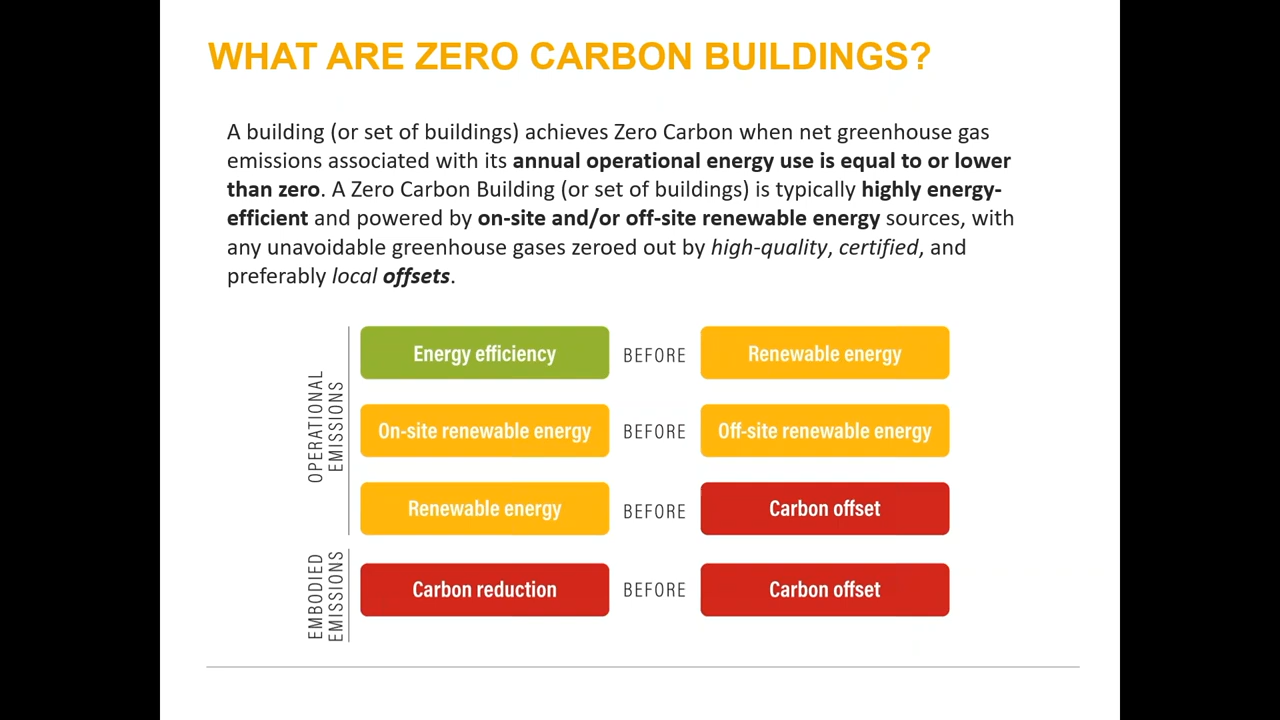 WHAT ARE ZERO CARBON BUILDINGS?
A building (or set of buildings) achieves Zero Carbon when net greenhouse gas
emissions associated with its annual operational energy use is equal to or lower
than zero. A Zero Carbon Building (or set of buildings) is typically highly energy-
efficient and powered by on-site and/or off-site renewable energy sources, with
any unavoidable greenhouse gases zeroed out by high-quality, certified, and
preferably local offsets.
OPERATIONAL
EMISSIONS
Energy efficiency BEFORE Renewable energy
On-site renewable energy BEFORE Off-site renewable energy
Renewable energy BEFORE Carbon offset
EMBODIED
EMISSIONS
Carbon reduction BEFORE Carbon offset